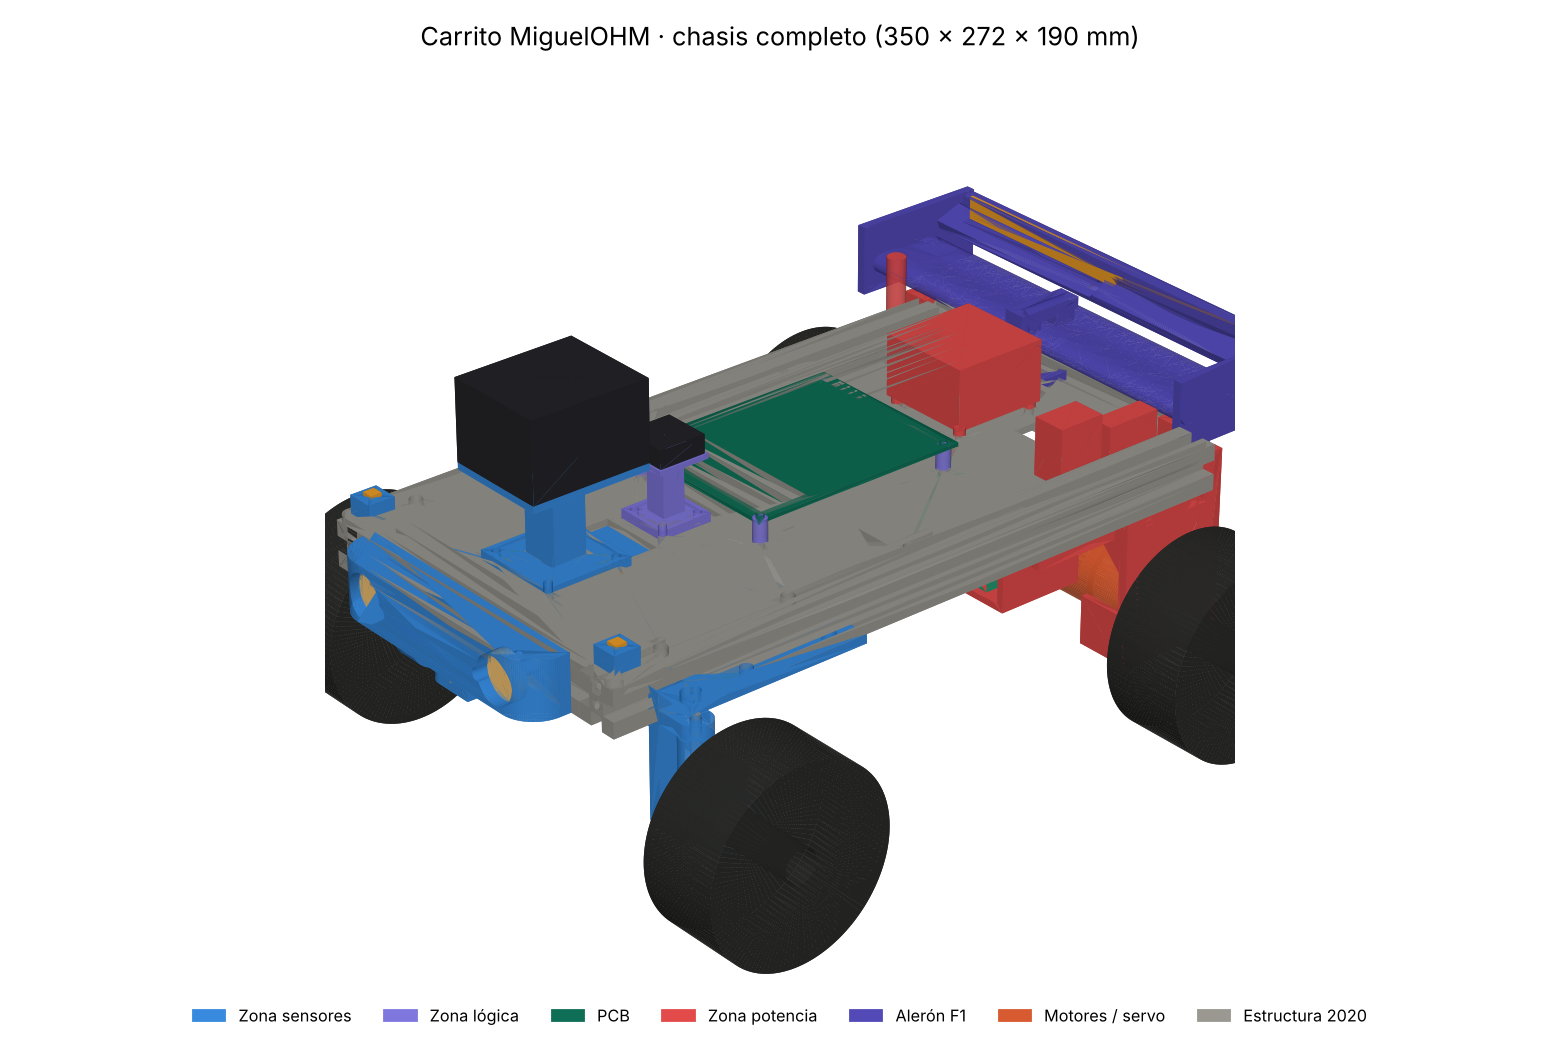 Carrito MiguelOHM · chasis completo (350 × 272 × 190 mm)
Zona sensores
Zona lógica
PCB
Zona potencia
Alerón F1
Motores / servo
Estructura 2020